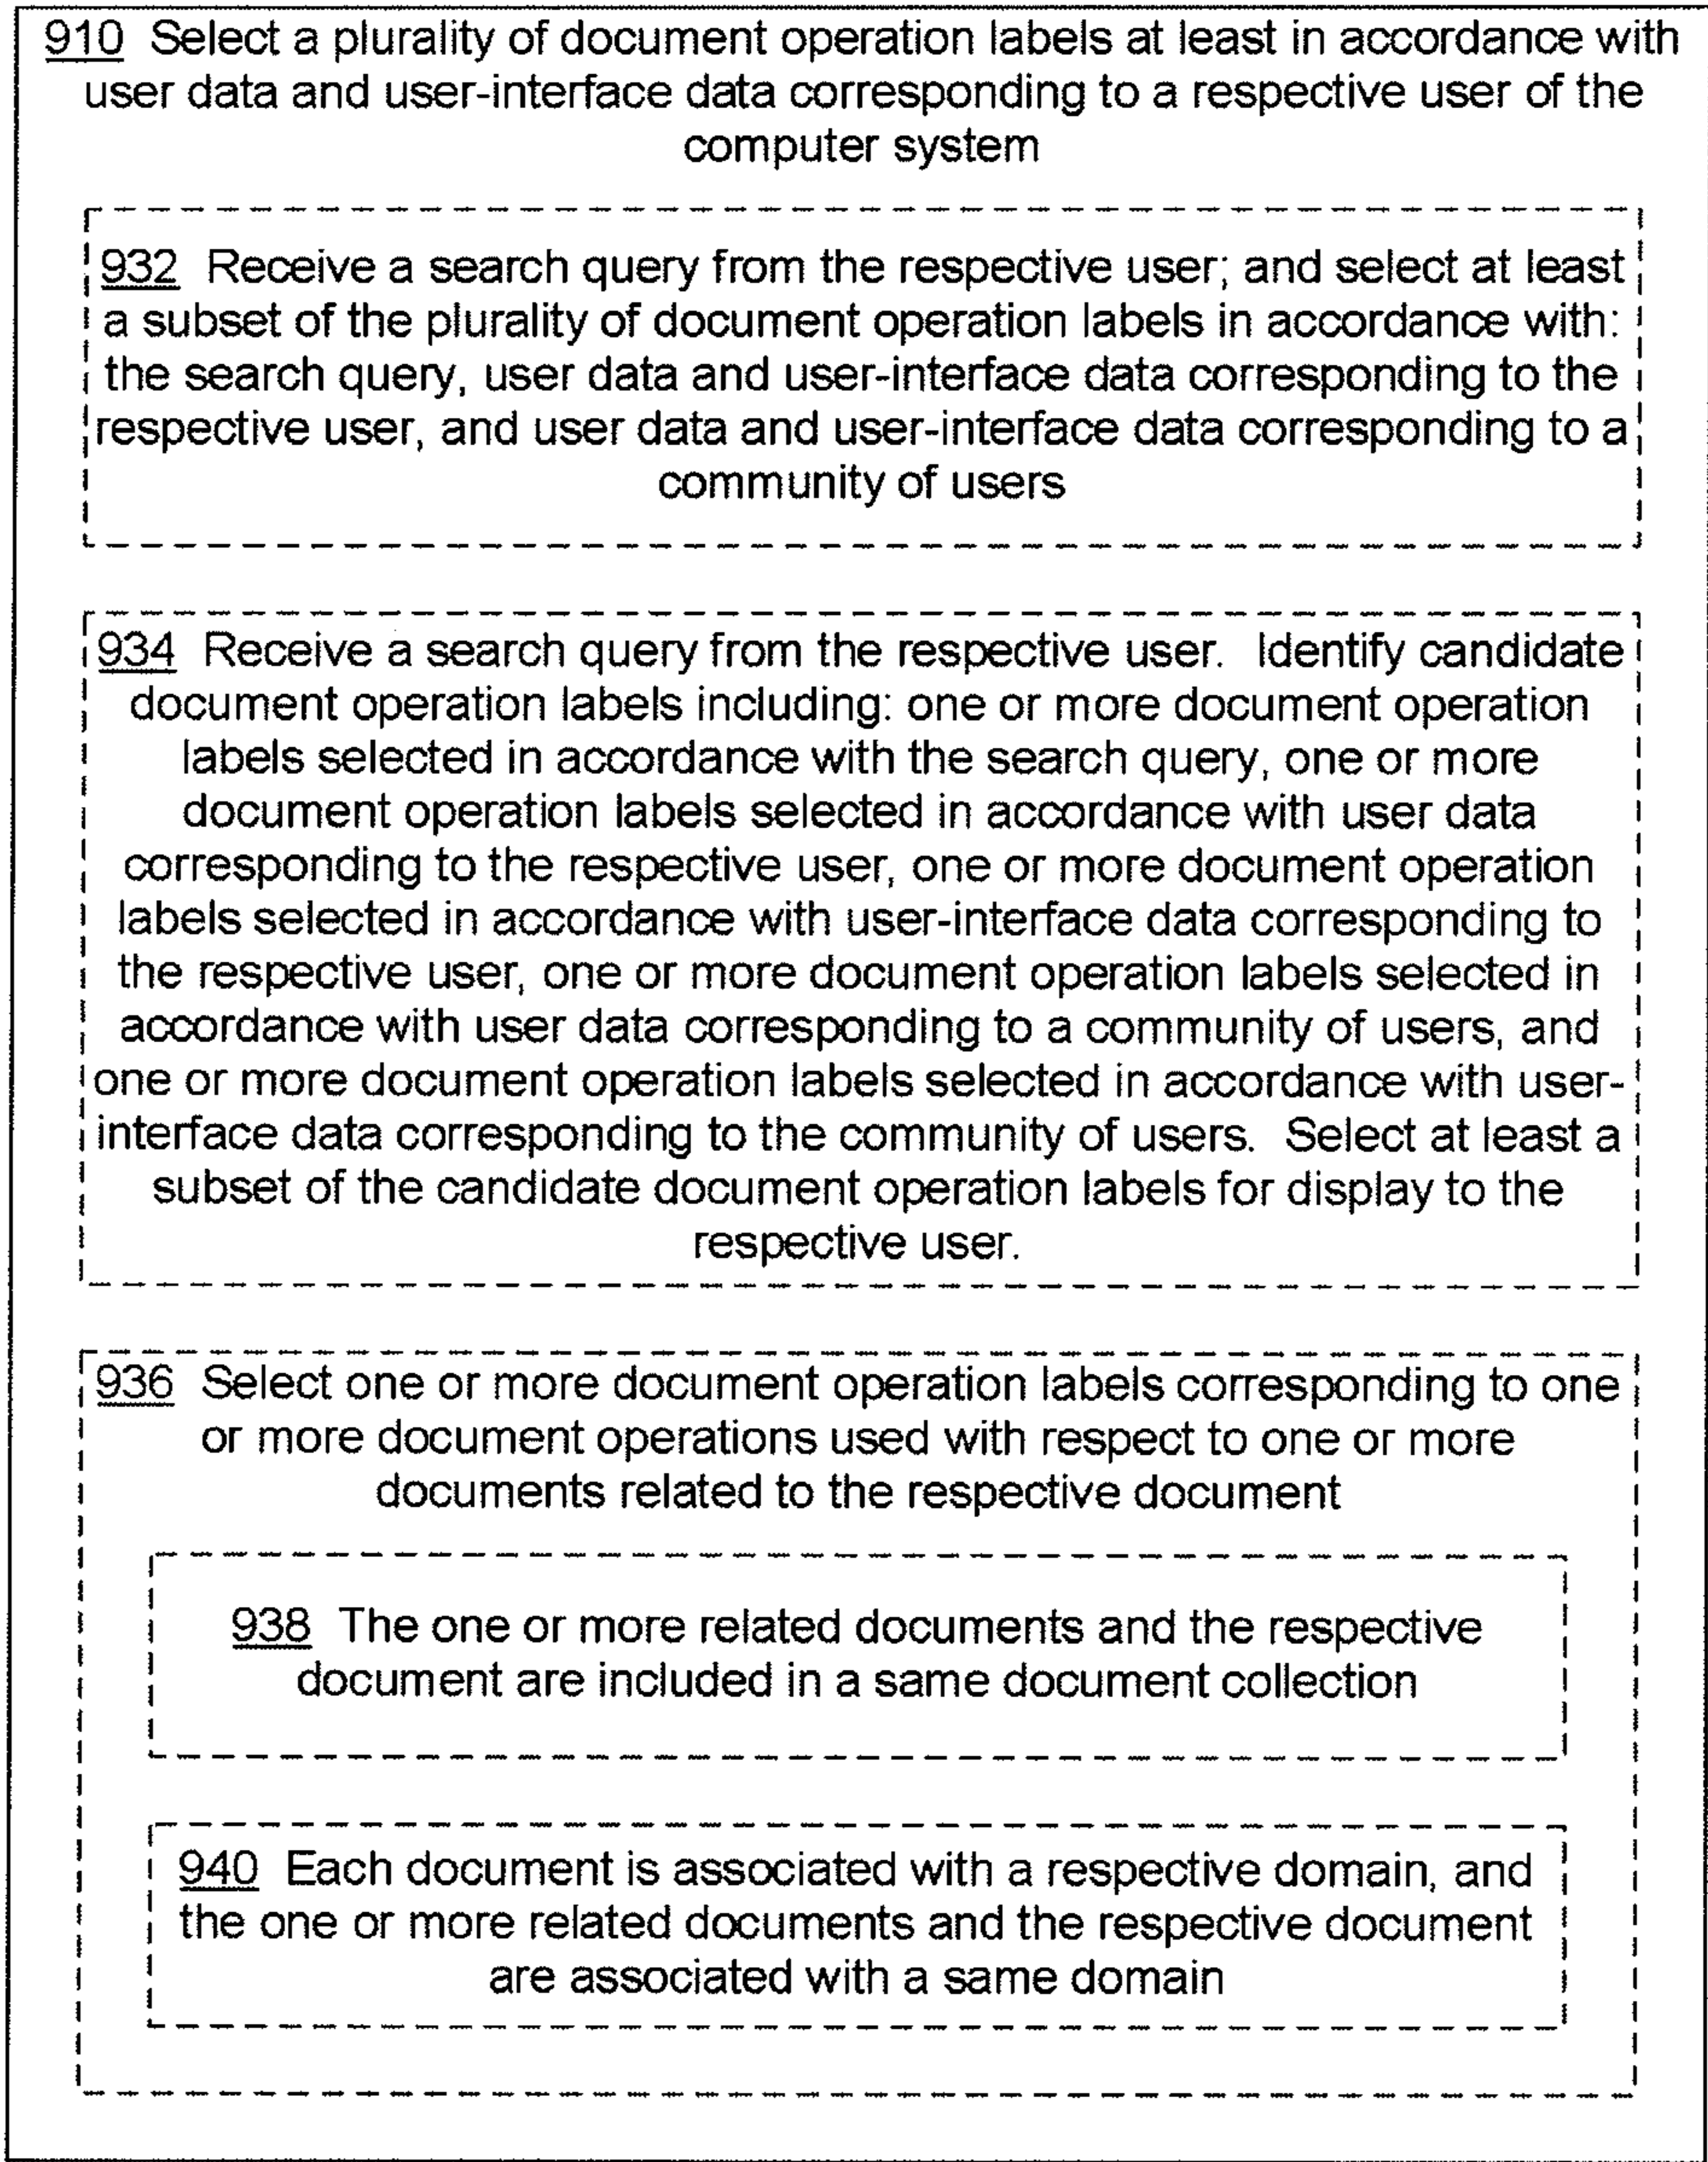 910 Select a plurality of document operation labels at least in accordance with
user data and user-interface data corresponding to a respective user of the
computer system
932 Receive a search query from the respective user; and select at least
a subset of the plurality of document operation labels in accordance with:
the search query, user data and user-interface data corresponding to the
respective user, and user data and user-interface data corresponding to a
community of users
934 Receive a search query from the respective user. Identify candidate
document operation labels including: one or more document operation
labels selected in accordance with the search query, one or more
document operation labels selected in accordance with user data
corresponding to the respective user, one or more document operation
labels selected in accordance with user-interface data corresponding to
the respective user, one or more document operation labels selected in
accordance with user data corresponding to a community of users, and
one or more document operation labels selected in accordance with user-
interface data corresponding to the community of users. Select at least a
subset of the candidate document operation labels for display to the
respective user.
936 Select one or more document operation labels corresponding to one
or more document operations used with respect to one or more
documents related to the respective document
938 The one or more related documents and the respective
document are included in a same document collection
940 Each document is associated with a respective domain, and
the one or more related documents and the respective document
are associated with a same domain